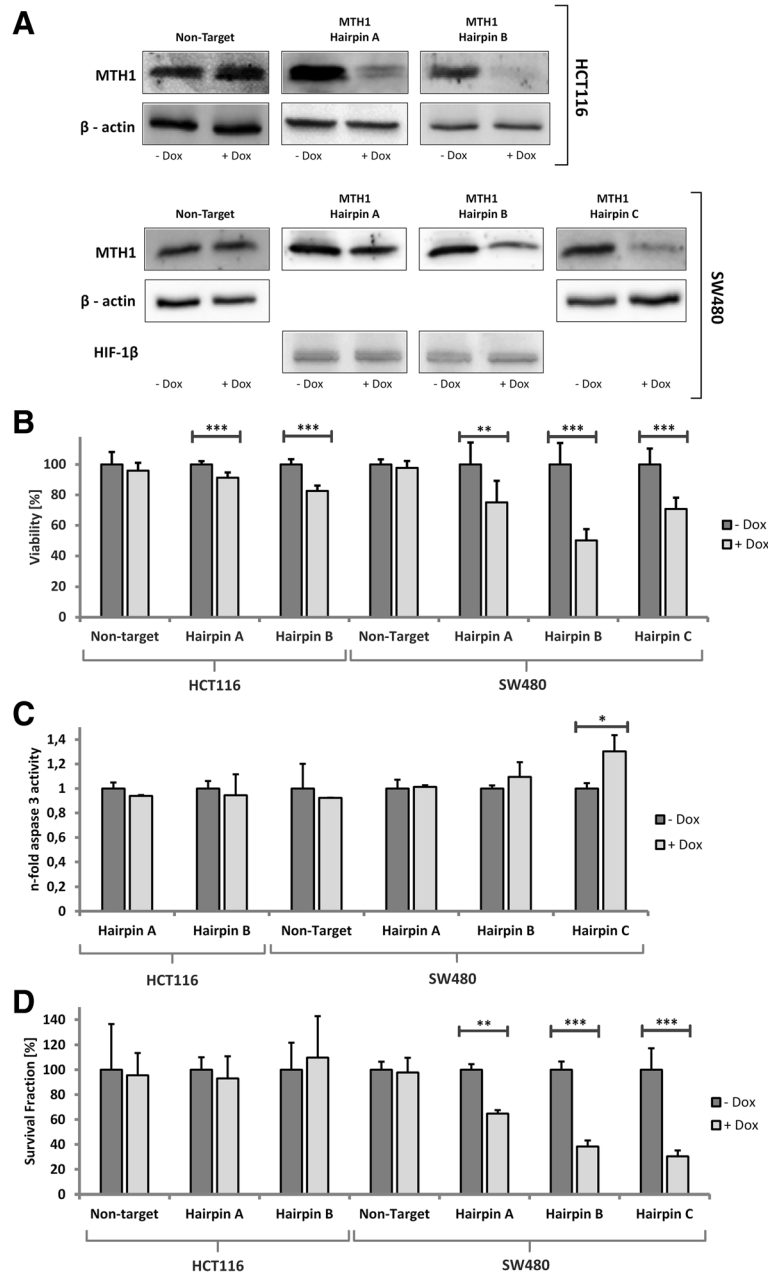 A
Non-Target
MTH1
Hairpin A
MTH1
Hairpin B
MTH1
β - actin
- Dox + Dox - Dox + Dox - Dox + Dox
HCT116
Non-Target
MTH1
Hairpin A
MTH1
Hairpin B
MTH1
Hairpin C
MTH1
β - actin
HIF-1β
- Dox + Dox - Dox + Dox - Dox + Dox - Dox + Dox
SW480
B
*** *** ** *** ***
Viability [%]
100
80
60
40
20
0
- Dox
+ Dox
Non-target Hairpin A Hairpin B Non-Target Hairpin A Hairpin B Hairpin C
HCT116 SW480
C
*
n-fold aspase 3 activity
1,4
1,2
1
0,8
0,6
0,4
0,2
0
- Dox
+ Dox
Hairpin A Hairpin B Non-Target Hairpin A Hairpin B Hairpin C
HCT116 SW480
D
** *** ***
Survival Fraction [%]
140
120
100
80
60
40
20
0
- Dox
+ Dox
Non-target Hairpin A Hairpin B Non-Target Hairpin A Hairpin B Hairpin C
HCT116 SW480